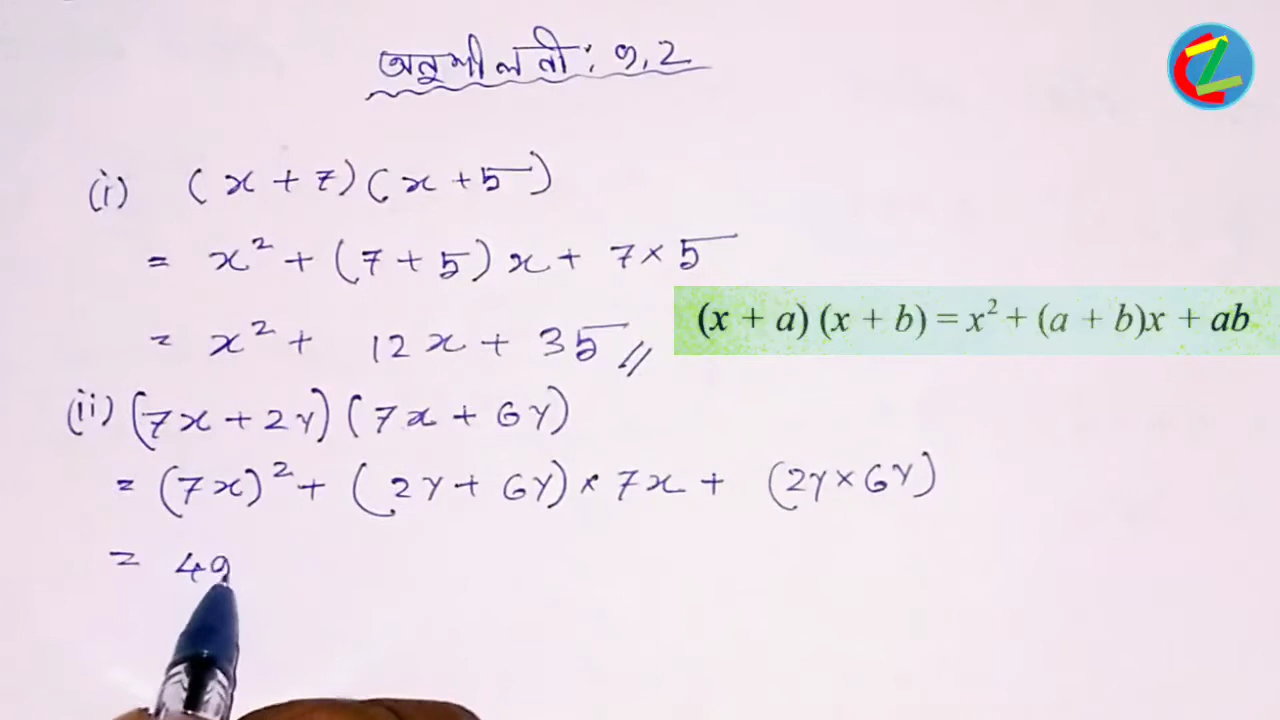 অনুশীলনী: 9.2
(i) (x + 7) (x + 5)
= x² + (7 + 5) x + 7 × 5
= x² + 12x + 35 //
(x + a) (x + b) = x² + (a + b)x + ab
(ii) (7x + 2y) (7x + 6y)
= (7x)² + (2y + 6y) × 7x + (2y × 6y)
= 49